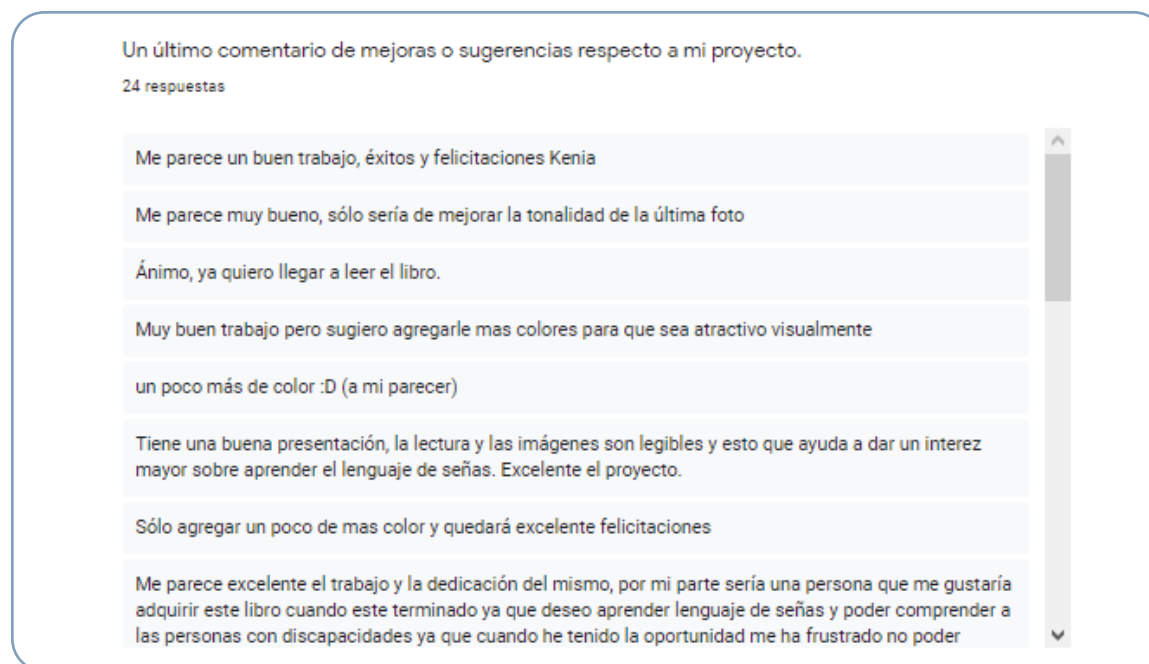 Un último comentario de mejoras o sugerencias respecto a mi proyecto.
24 respuestas
Me parece un buen trabajo, éxitos y felicitaciones Kenia
Me parece muy bueno, sólo sería de mejorar la tonalidad de la última foto
Ánimo, ya quiero llegar a leer el libro.
Muy buen trabajo pero sugiero agregarle mas colores para que sea atractivo visualmente
un poco más de color :D (a mi parecer)
Tiene una buena presentación, la lectura y las imágenes son legibles y esto que ayuda a dar un interez
mayor sobre aprender el lenguaje de señas. Excelente el proyecto.
Sólo agregar un poco de mas color y quedará excelente felicitaciones
Me parece excelente el trabajo y la dedicación del mismo, por mi parte sería una persona que me gustaría
adquirir este libro cuando este terminado ya que deseo aprender lenguaje de señas y poder comprender a
las personas con discapacidades ya que cuando he tenido la oportunidad me ha frustrado no poder